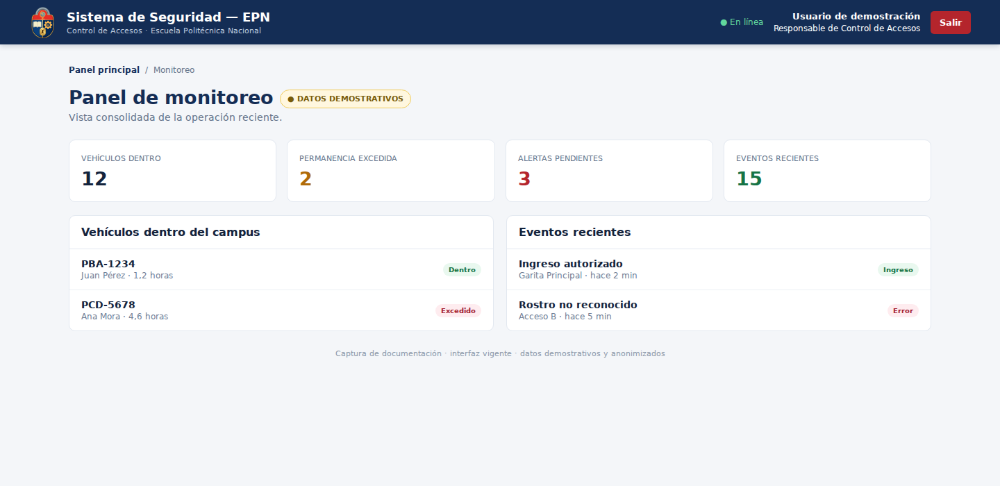 Sistema de Seguridad — EPN
Control de Accesos · Escuela Politécnica Nacional
● En línea
Usuario de demostración
Responsable de Control de Accesos
Salir
Panel principal / Monitoreo
Panel de monitoreo
● DATOS DEMOSTRATIVOS
Vista consolidada de la operación reciente.
VEHÍCULOS DENTRO
12
PERMANENCIA EXCEDIDA
2
ALERTAS PENDIENTES
3
EVENTOS RECIENTES
15
Vehículos dentro del campus
PBA-1234
Juan Pérez · 1,2 horas
Dentro
PCD-5678
Ana Mora · 4,6 horas
Excedido
Eventos recientes
Ingreso autorizado
Garita Principal · hace 2 min
Ingreso
Rostro no reconocido
Acceso B · hace 5 min
Error
Captura de documentación · interfaz vigente · datos demostrativos y anonimizados